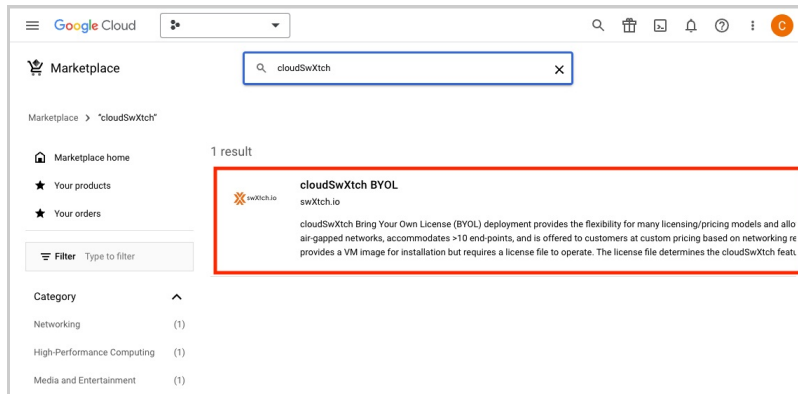 Google Cloud
C
Marketplace
cloudSwXtch
Marketplace > "cloudSwXtch"
1 result
Marketplace home
Your products
Your orders
Filter Type to filter
Category
Networking (1)
High-Performance Computing (1)
Media and Entertainment (1)
swXtch.io
cloudSwXtch BYOL
swXtch.io
cloudSwXtch Bring Your Own License (BYOL) deployment provides the flexibility for many licensing/pricing models and allo
air-gapped networks, accommodates >10 end-points, and is offered to customers at custom pricing based on networking re
provides a VM image for installation but requires a license file to operate. The license file determines the cloudSwXtch featu